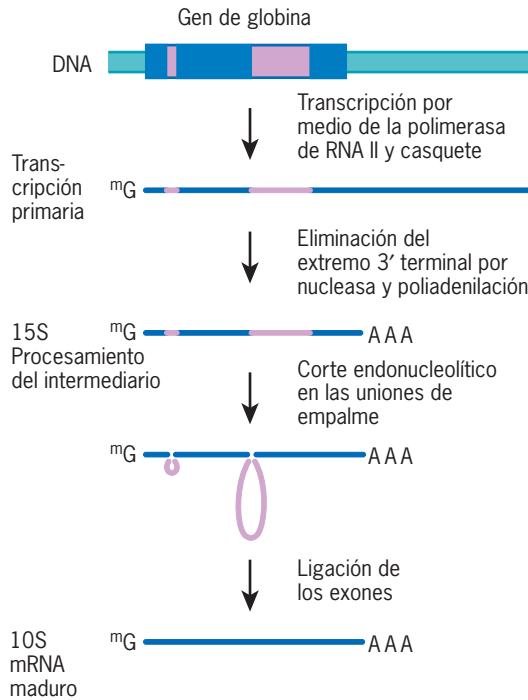 Gen de globina
DNA
Transcripción por
medio de la polimerasa
de RNA II y casquete
Trans-
cripción
primaria
mG
Eliminación del
extremo 3′ terminal por
nucleasa y poliadenilación
15S
Procesamiento
del intermediario
mG
AAA
Corte endonucleolítico
en las uniones de
empalme
mG
AAA
Ligación de
los exones
10S
mRNA
maduro
mG
AAA